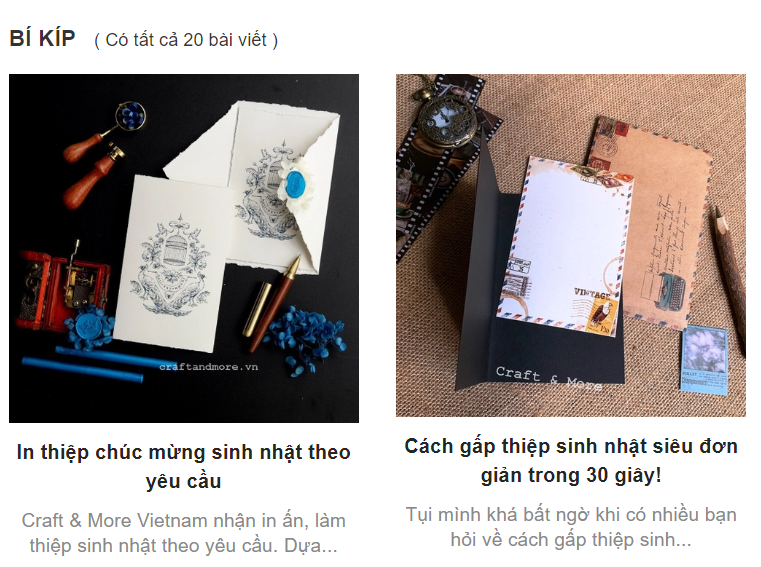 BÍ KÍP ( Có tất cả 20 bài viết )
craftandmore.vn
VINTAGE
Craft & More
In thiệp chúc mừng sinh nhật theo
yêu cầu
Craft & More Vietnam nhận in ấn, làm
thiệp sinh nhật theo yêu cầu. Dựa...
Cách gấp thiệp sinh nhật siêu đơn
giản trong 30 giây!
Tụi mình khá bất ngờ khi có nhiều bạn
hỏi về cách gấp thiệp sinh...